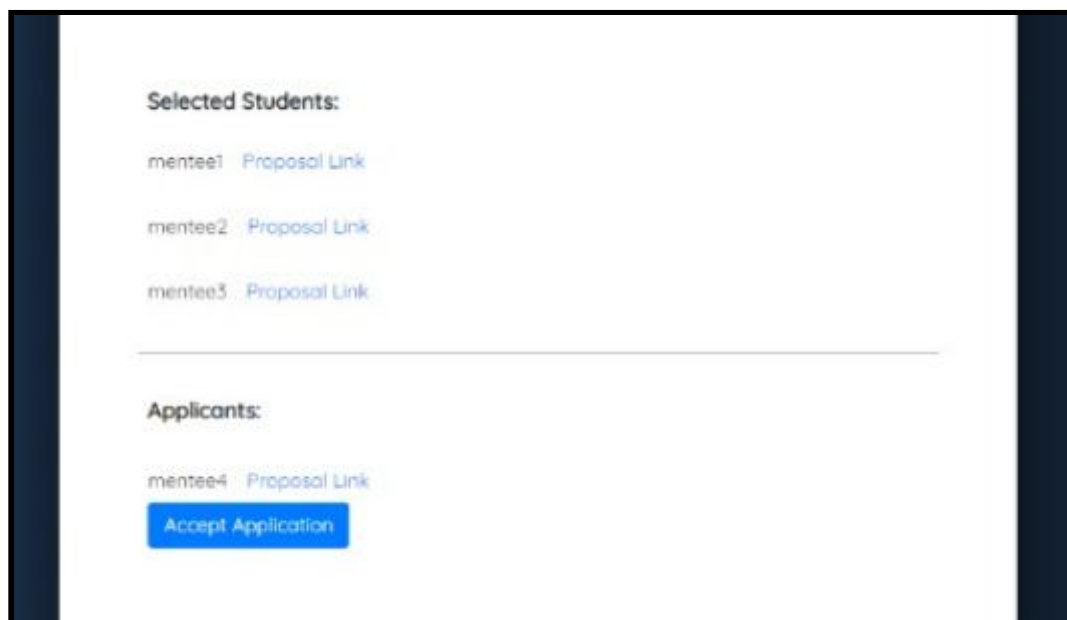 Selected Students:
mentee1 Proposal Link
mentee2 Proposal Link
mentee3 Proposal Link
Applicants:
mentee4 Proposal Link
Accept Application